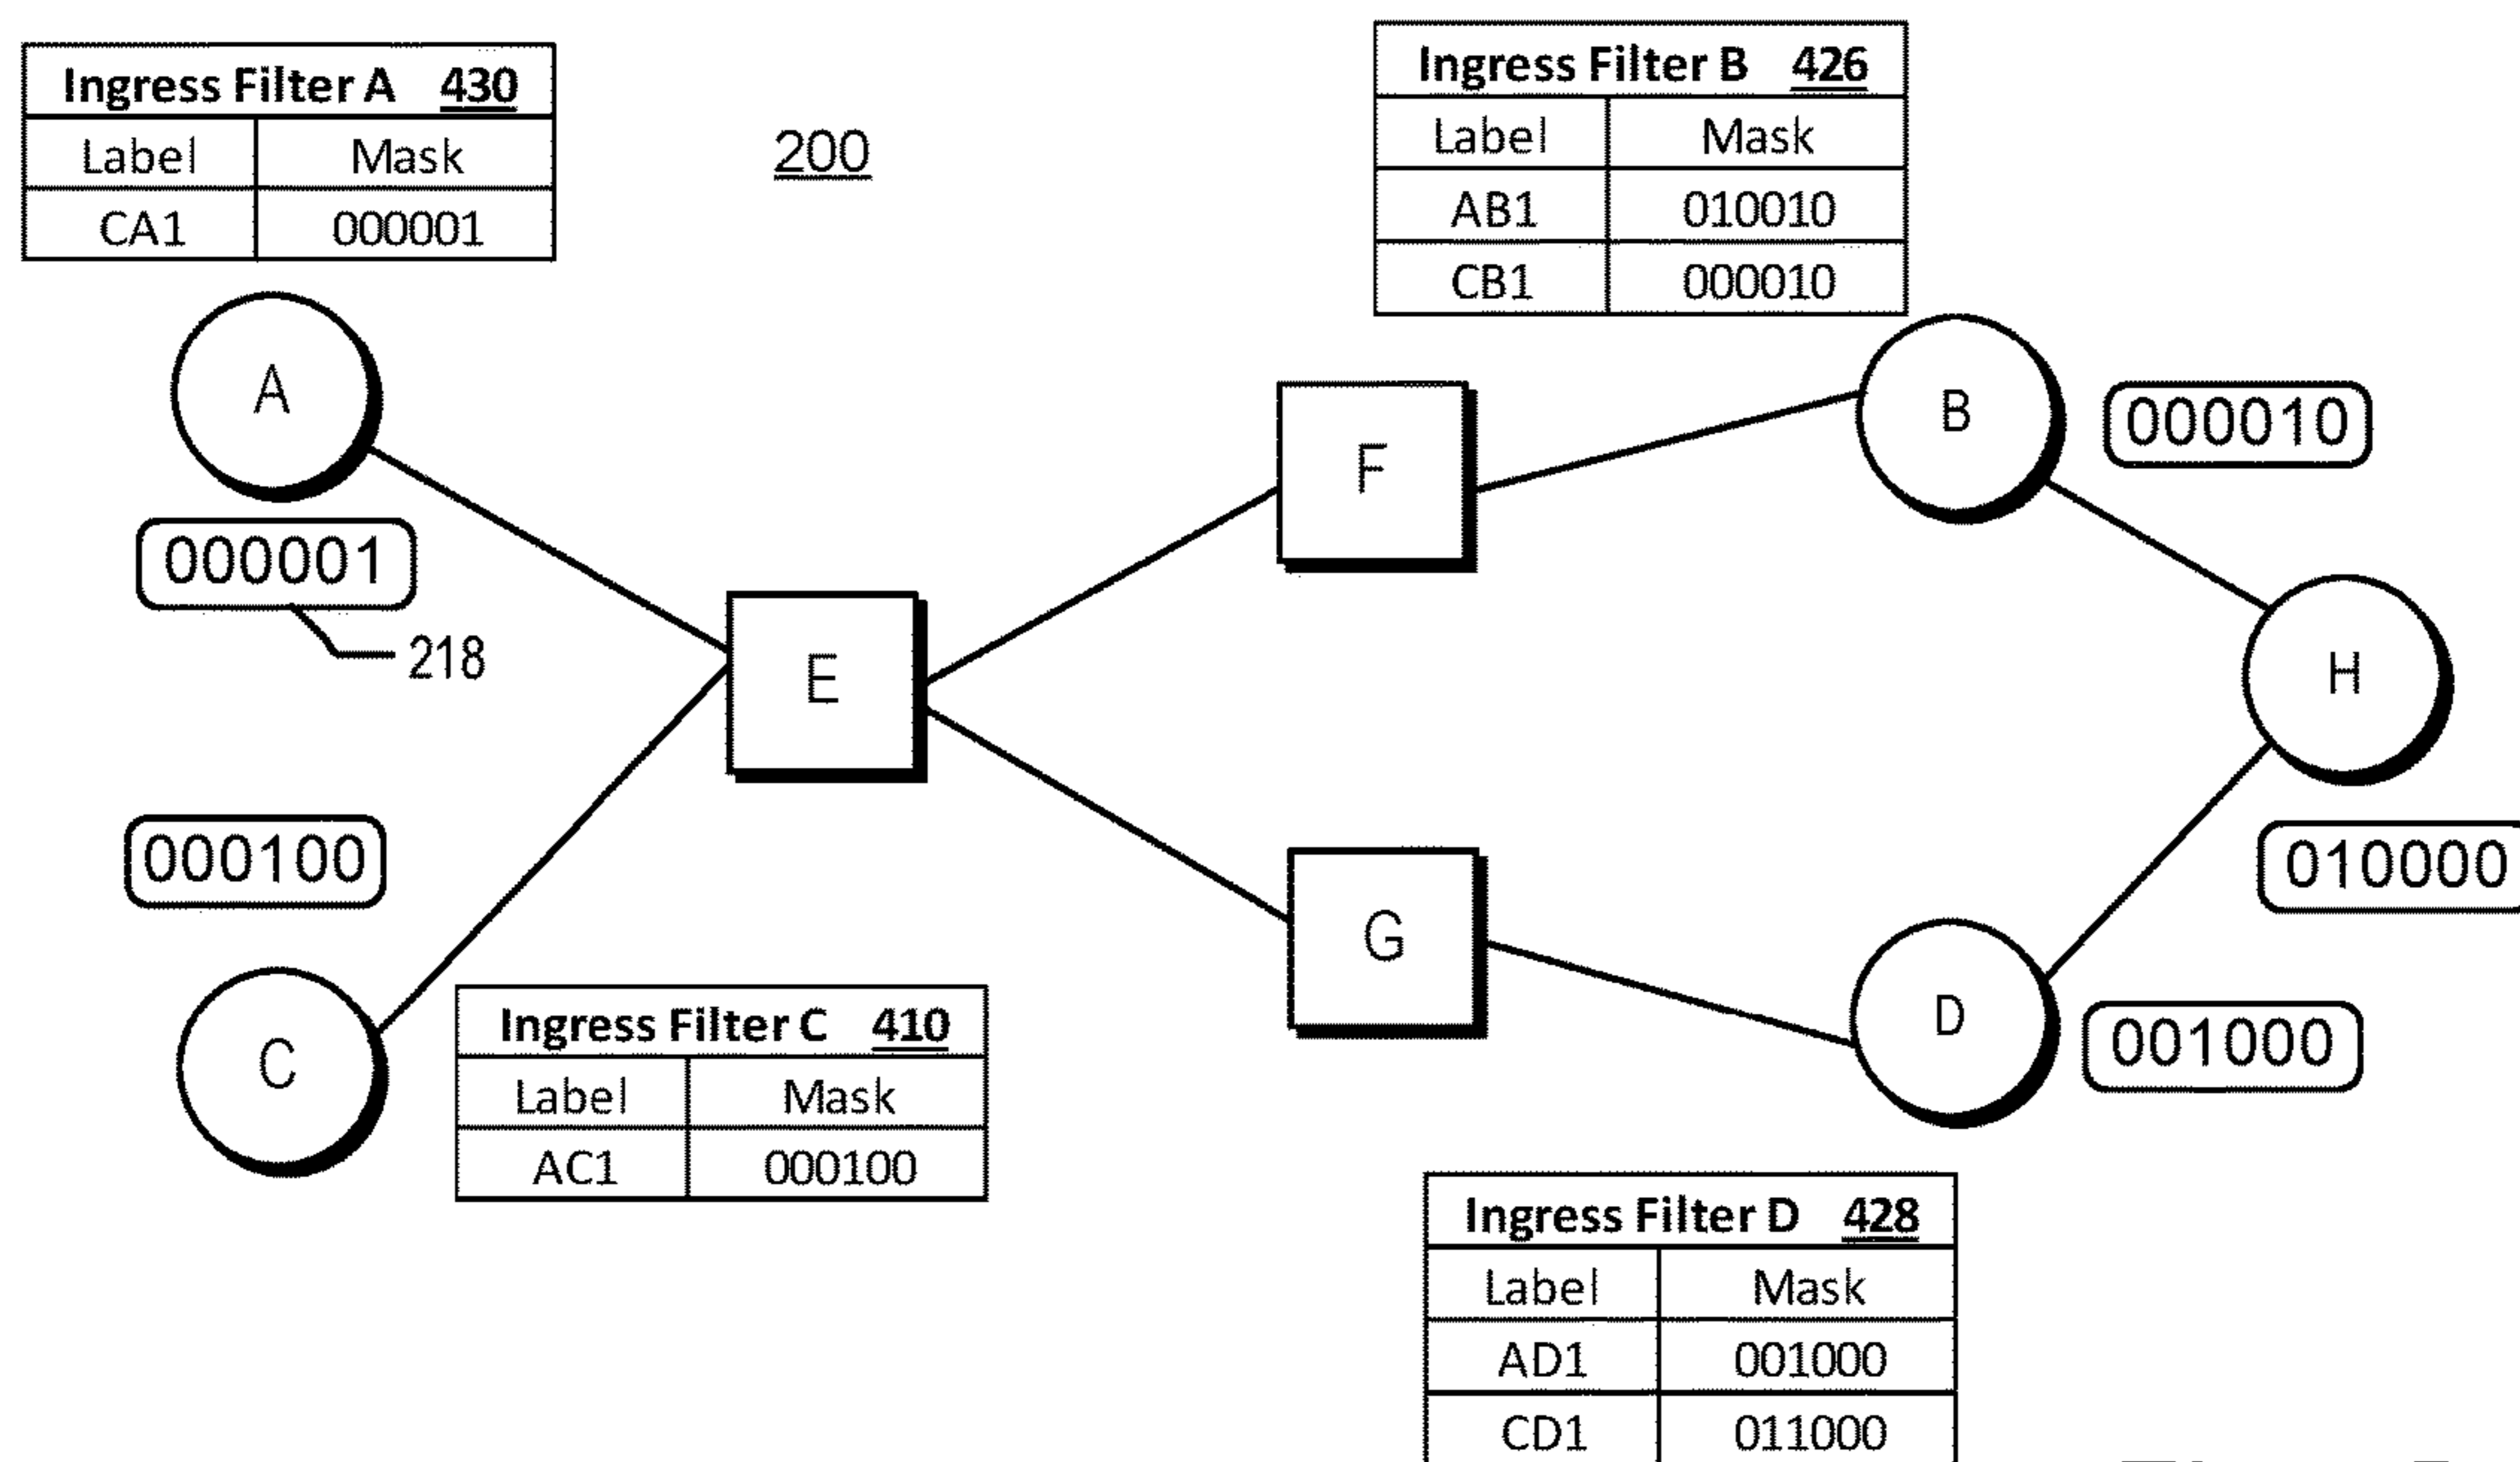 Ingress Filter A 430
Label Mask
CA1 000001
200
Ingress Filter B 426
Label Mask
AB1 010010
CB1 000010
A
000001
218
F
B
000010
E
H
010000
000100
C
Ingress Filter C 410
Label Mask
AC1 000100
G
D
001000
Ingress Filter D 428
Label Mask
AD1 001000
CD1 011000